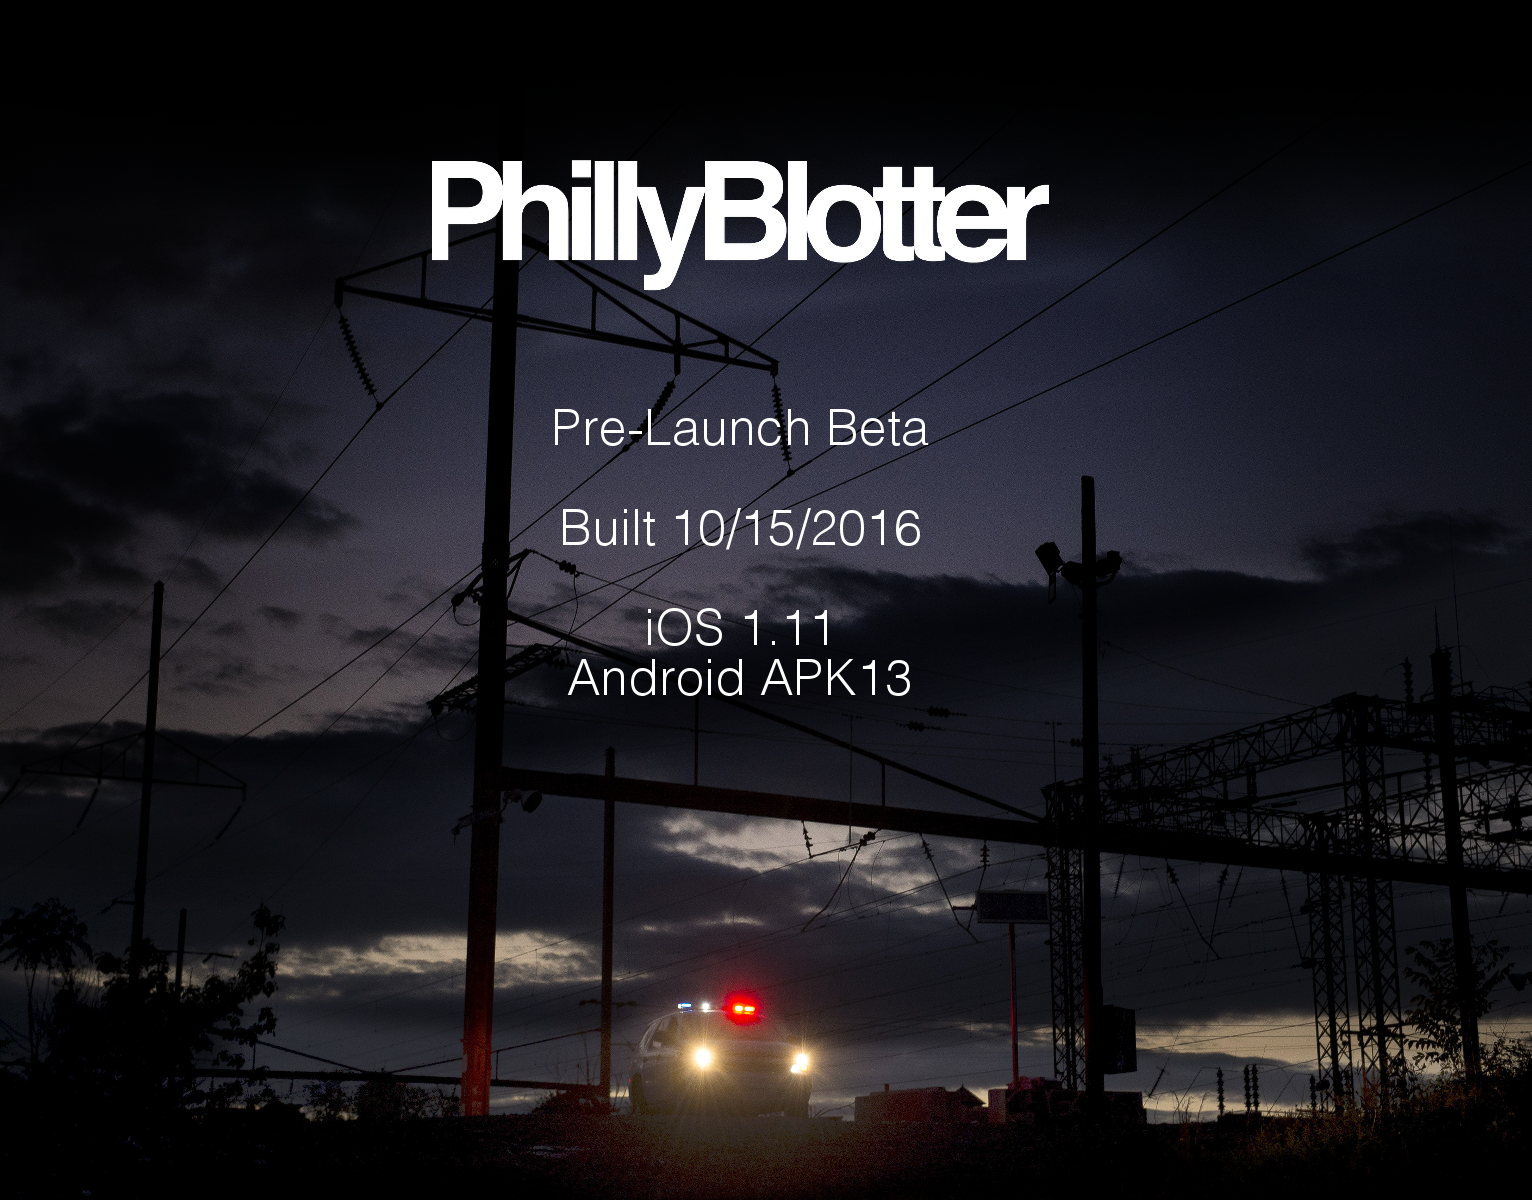 PhillyBlotter
Pre-Launch Beta
Built 10/15/2016
iOS 1.11
Android APK13